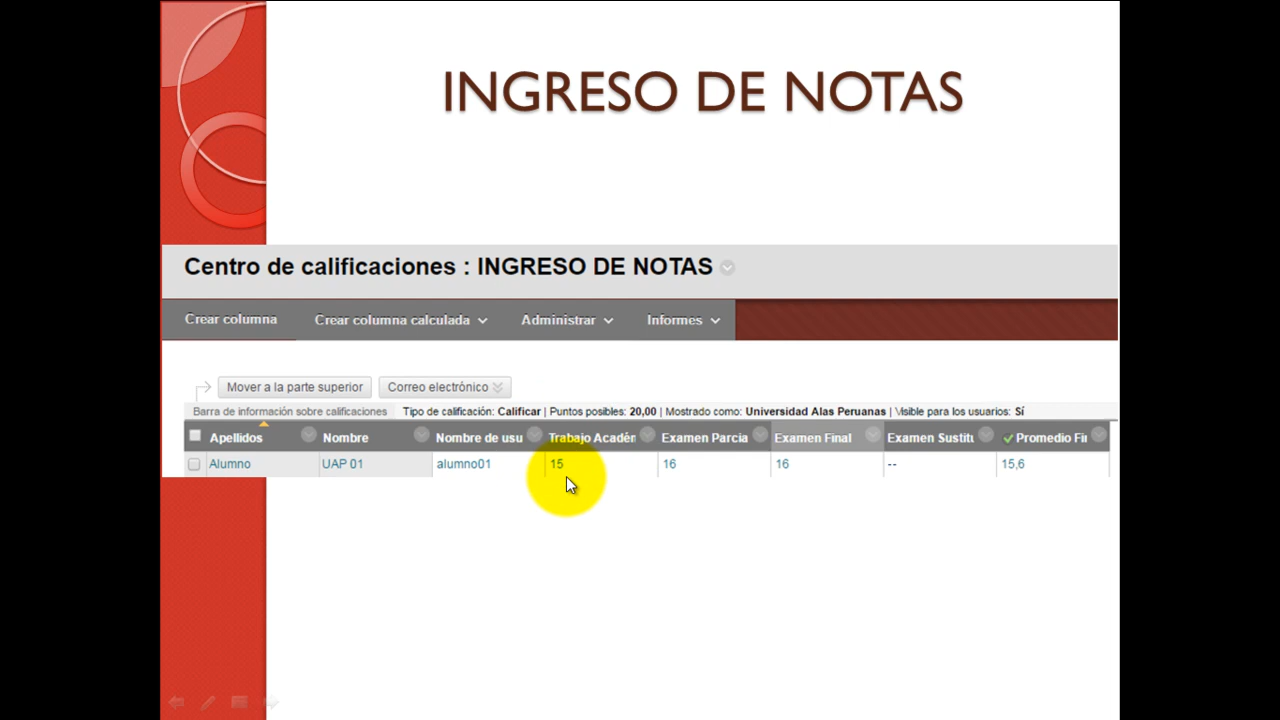 INGRESO DE NOTAS
Centro de calificaciones : INGRESO DE NOTAS
Crear columna Crear columna calculada Administrar Informes
Mover a la parte superior Correo electrónico
Barra de información sobre calificaciones Tipo de calificación: Calificar | Puntos posibles: 20,00 | Mostrado como: Universidad Alas Peruanas | Visible para los usuarios: Sí
Apellidos Nombre Nombre de usu Trabajo Académ Examen Parcia Examen Final Examen Sustitu Promedio Fin
Alumno UAP 01 alumno01 15 16 16 -- 15,6